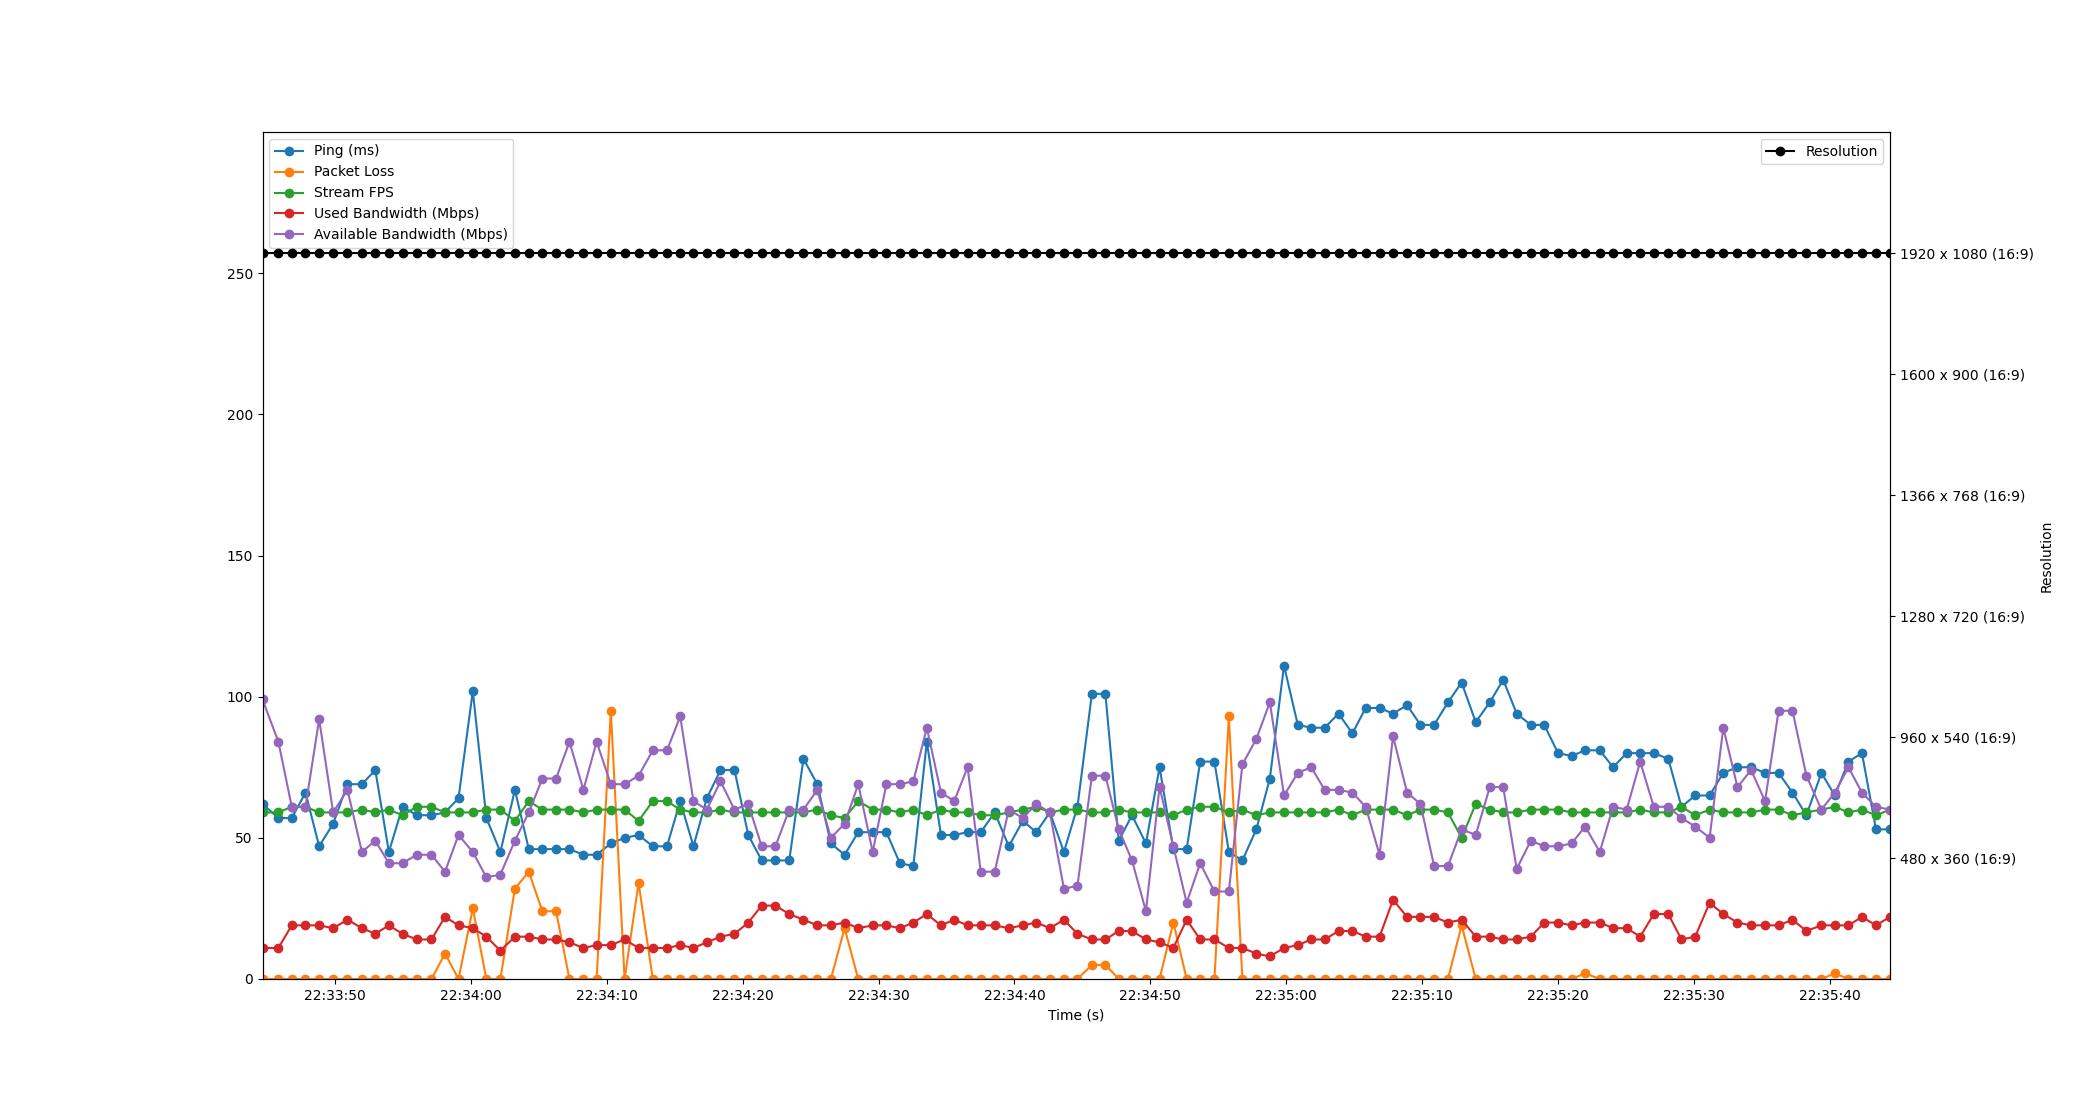 Ping (ms)
Packet Loss
Stream FPS
Used Bandwidth (Mbps)
Available Bandwidth (Mbps)
Resolution
250
200
150
100
50
0
1920 x 1080 (16:9)
1600 x 900 (16:9)
1366 x 768 (16:9)
1280 x 720 (16:9)
960 x 540 (16:9)
480 x 360 (16:9)
Resolution
22:33:50
22:34:00
22:34:10
22:34:20
22:34:30
22:34:40
22:34:50
22:35:00
22:35:10
22:35:20
22:35:30
22:35:40
Time (s)